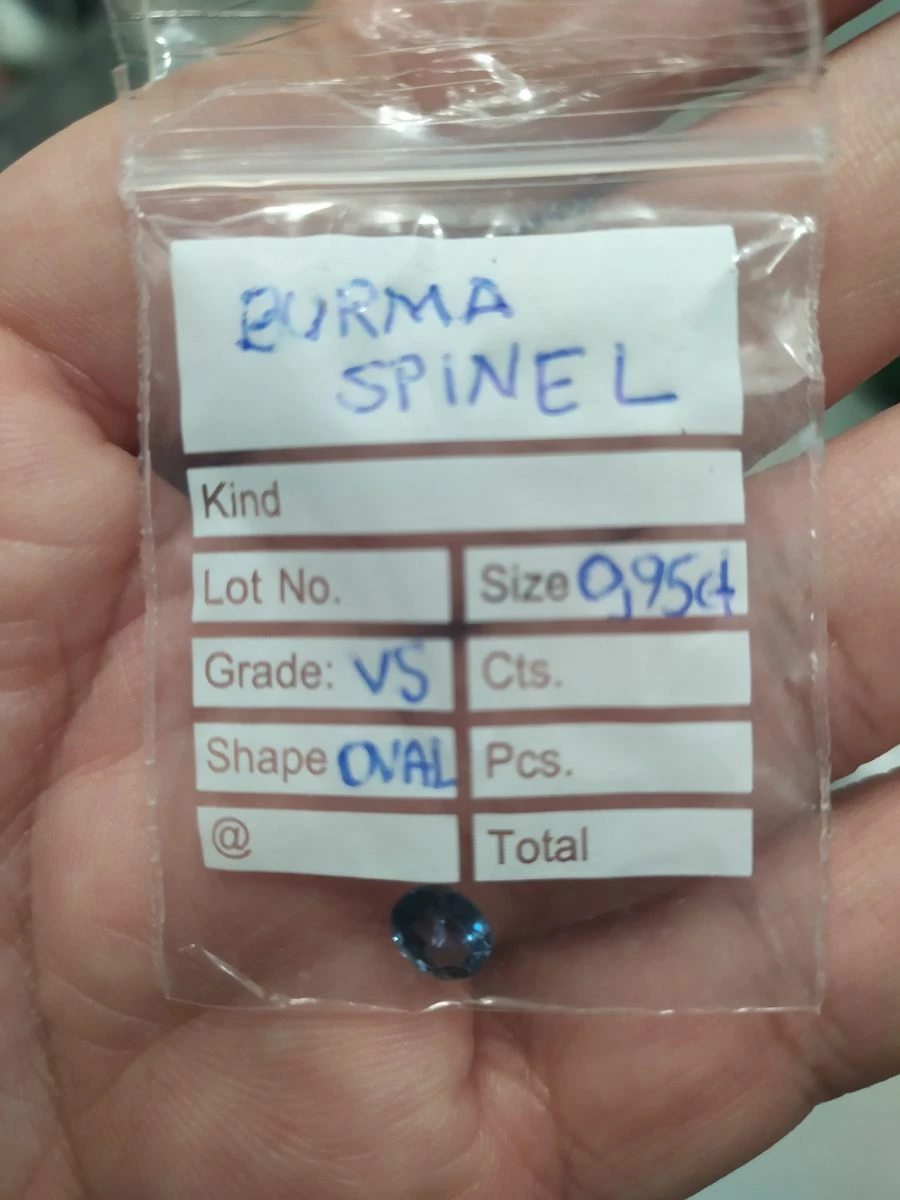 BURMA
SPINEL
Kind
Lot No.
Size 0,95ct
Grade: VS
Cts.
Shape OVAL
Pcs.
@
Total